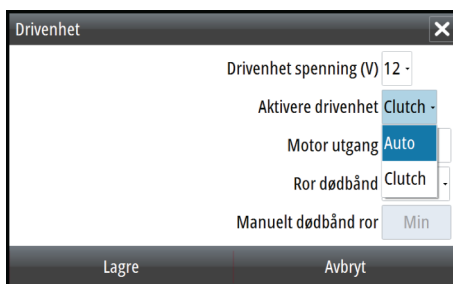 Drivenhet
Drivenhet spenning (V) 12
Aktivere drivenhet Clutch
Motor utgang Auto
Ror dødbånd Clutch
Manuelt dødbånd ror Min
Lagre Avbryt